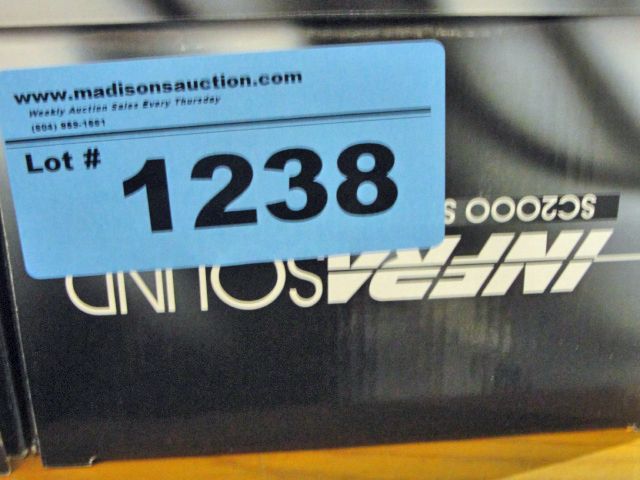 www.madisonsauction.com
Weekly Auction Sales Every Thursday
Lot # 1238
SC2000 S
INFRASOUND